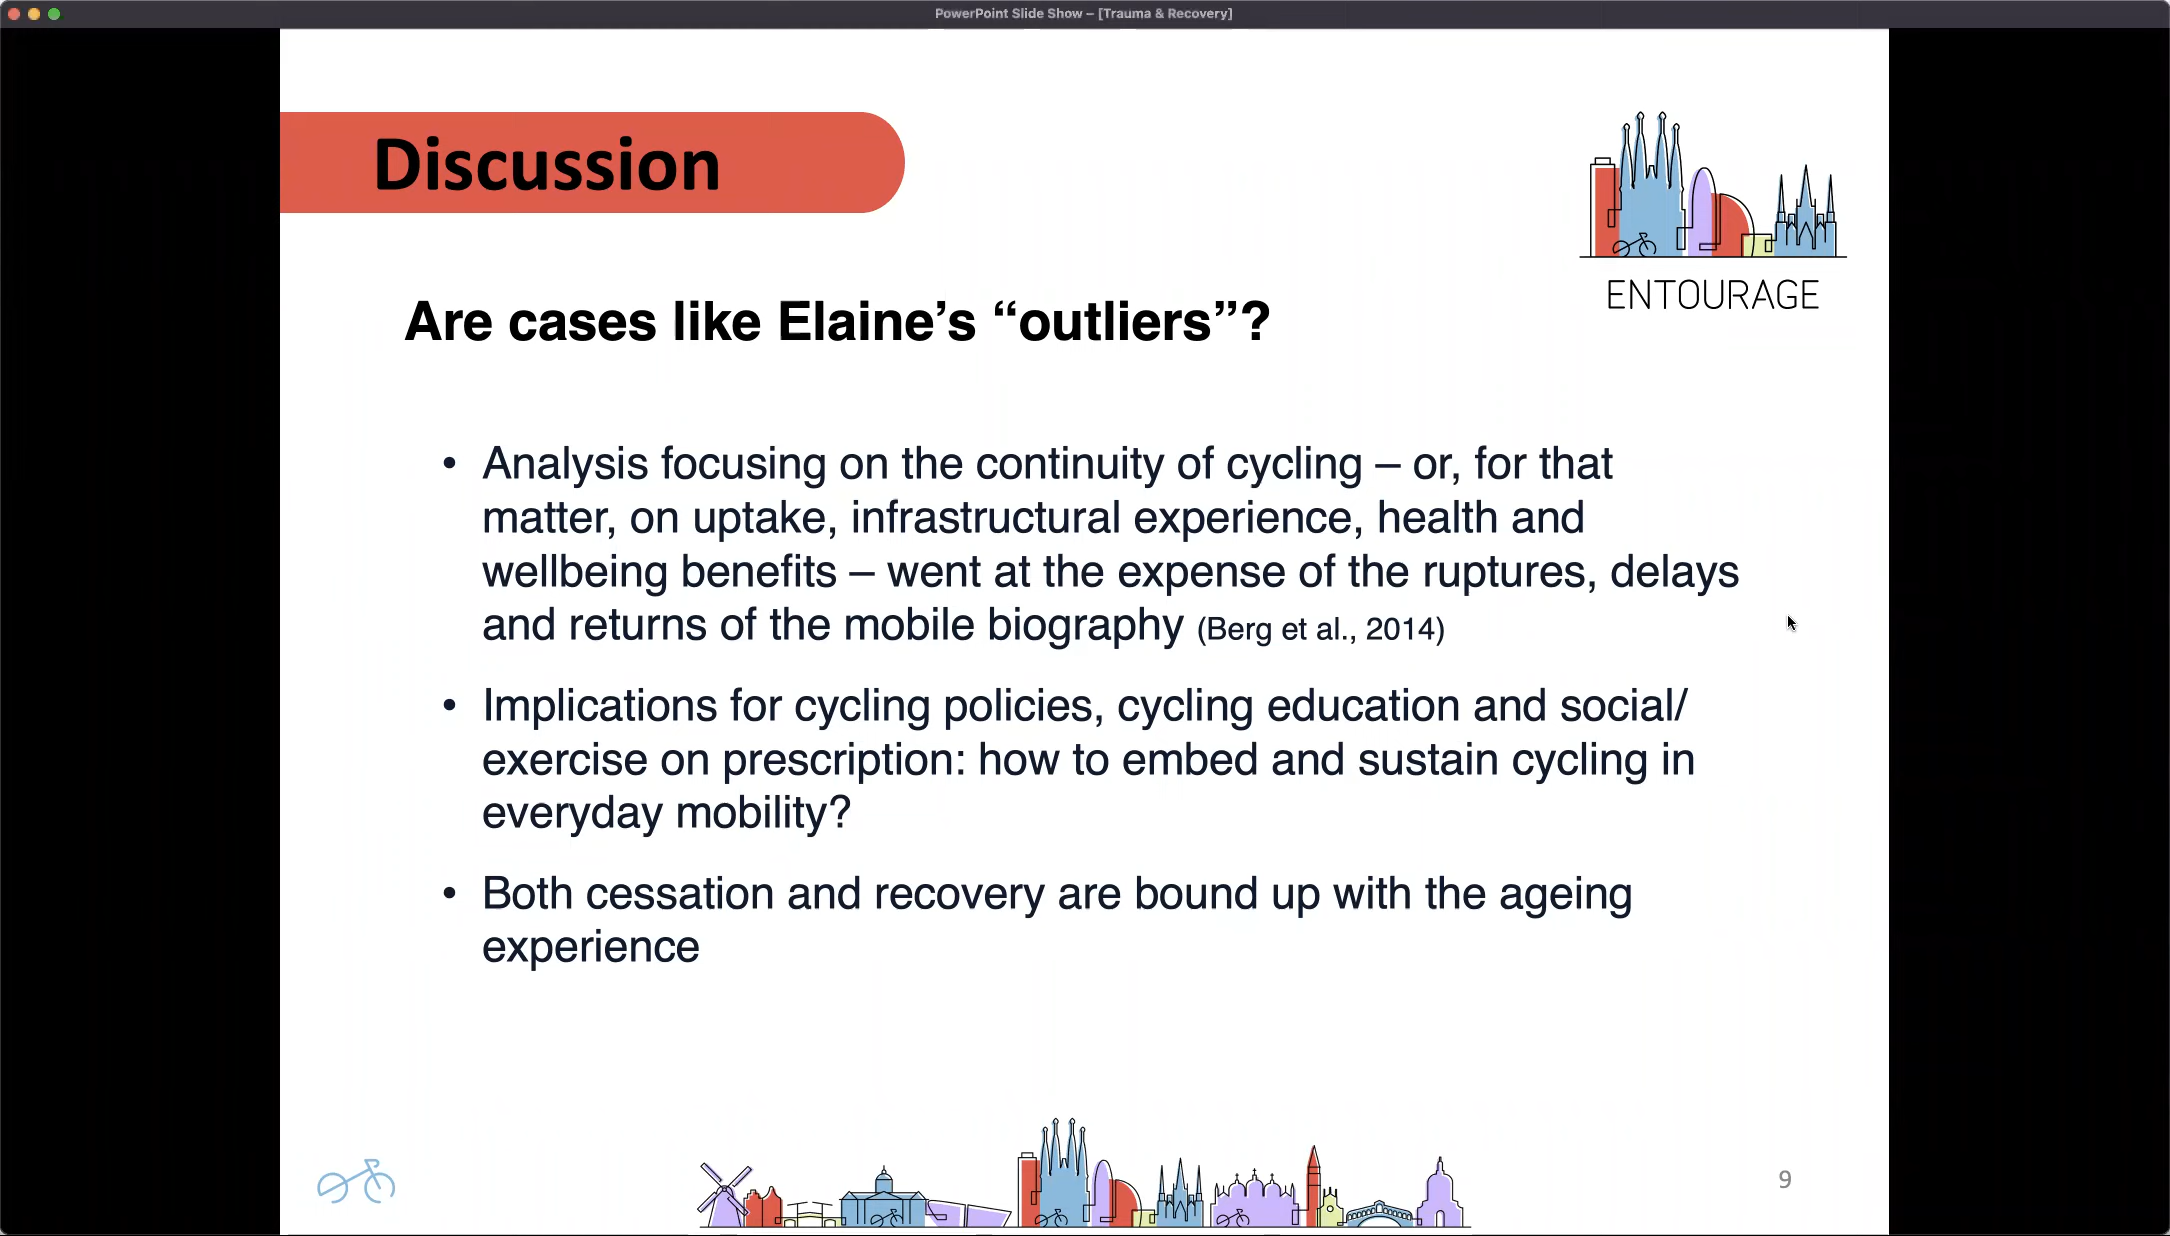 PowerPoint Slide Show – [Trauma & Recovery]
Discussion
ENTOURAGE
Are cases like Elaine’s “outliers”?
• Analysis focusing on the continuity of cycling – or, for that
matter, on uptake, infrastructural experience, health and
wellbeing benefits – went at the expense of the ruptures, delays
and returns of the mobile biography (Berg et al., 2014)
• Implications for cycling policies, cycling education and social/
exercise on prescription: how to embed and sustain cycling in
everyday mobility?
• Both cessation and recovery are bound up with the ageing
experience
9